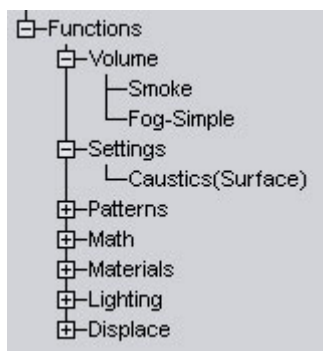 Functions
Volume
Smoke
Fog-Simple
Settings
Caustics(Surface)
Patterns
Math
Materials
Lighting
Displace